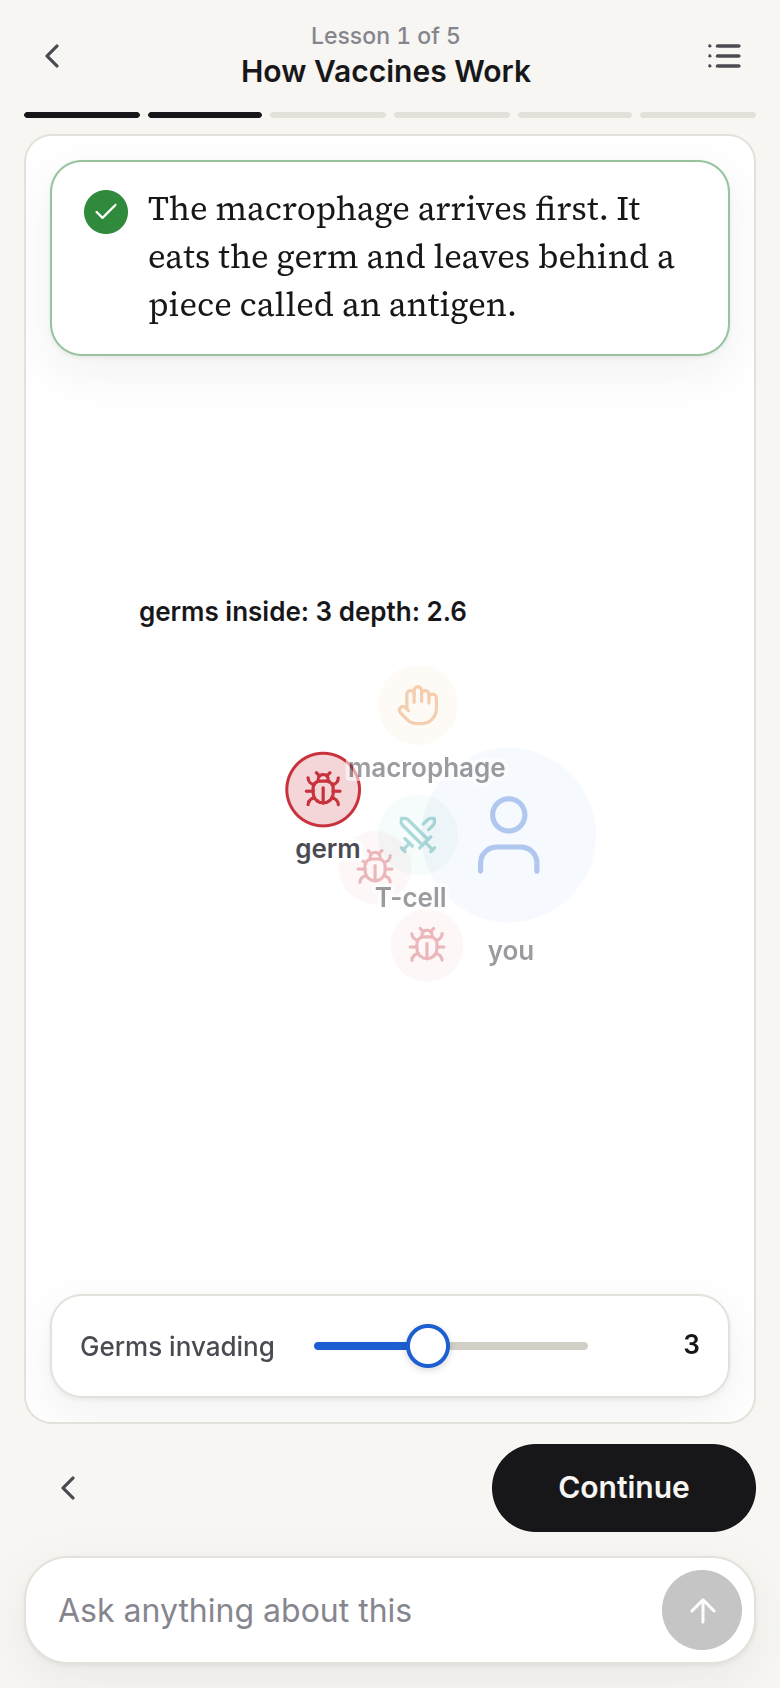 Lesson 1 of 5
How Vaccines Work
The macrophage arrives first. It
eats the germ and leaves behind a
piece called an antigen.
germs inside: 3 depth: 2.6
macrophage
germ
T-cell
you
Germs invading
3
Continue
Ask anything about this